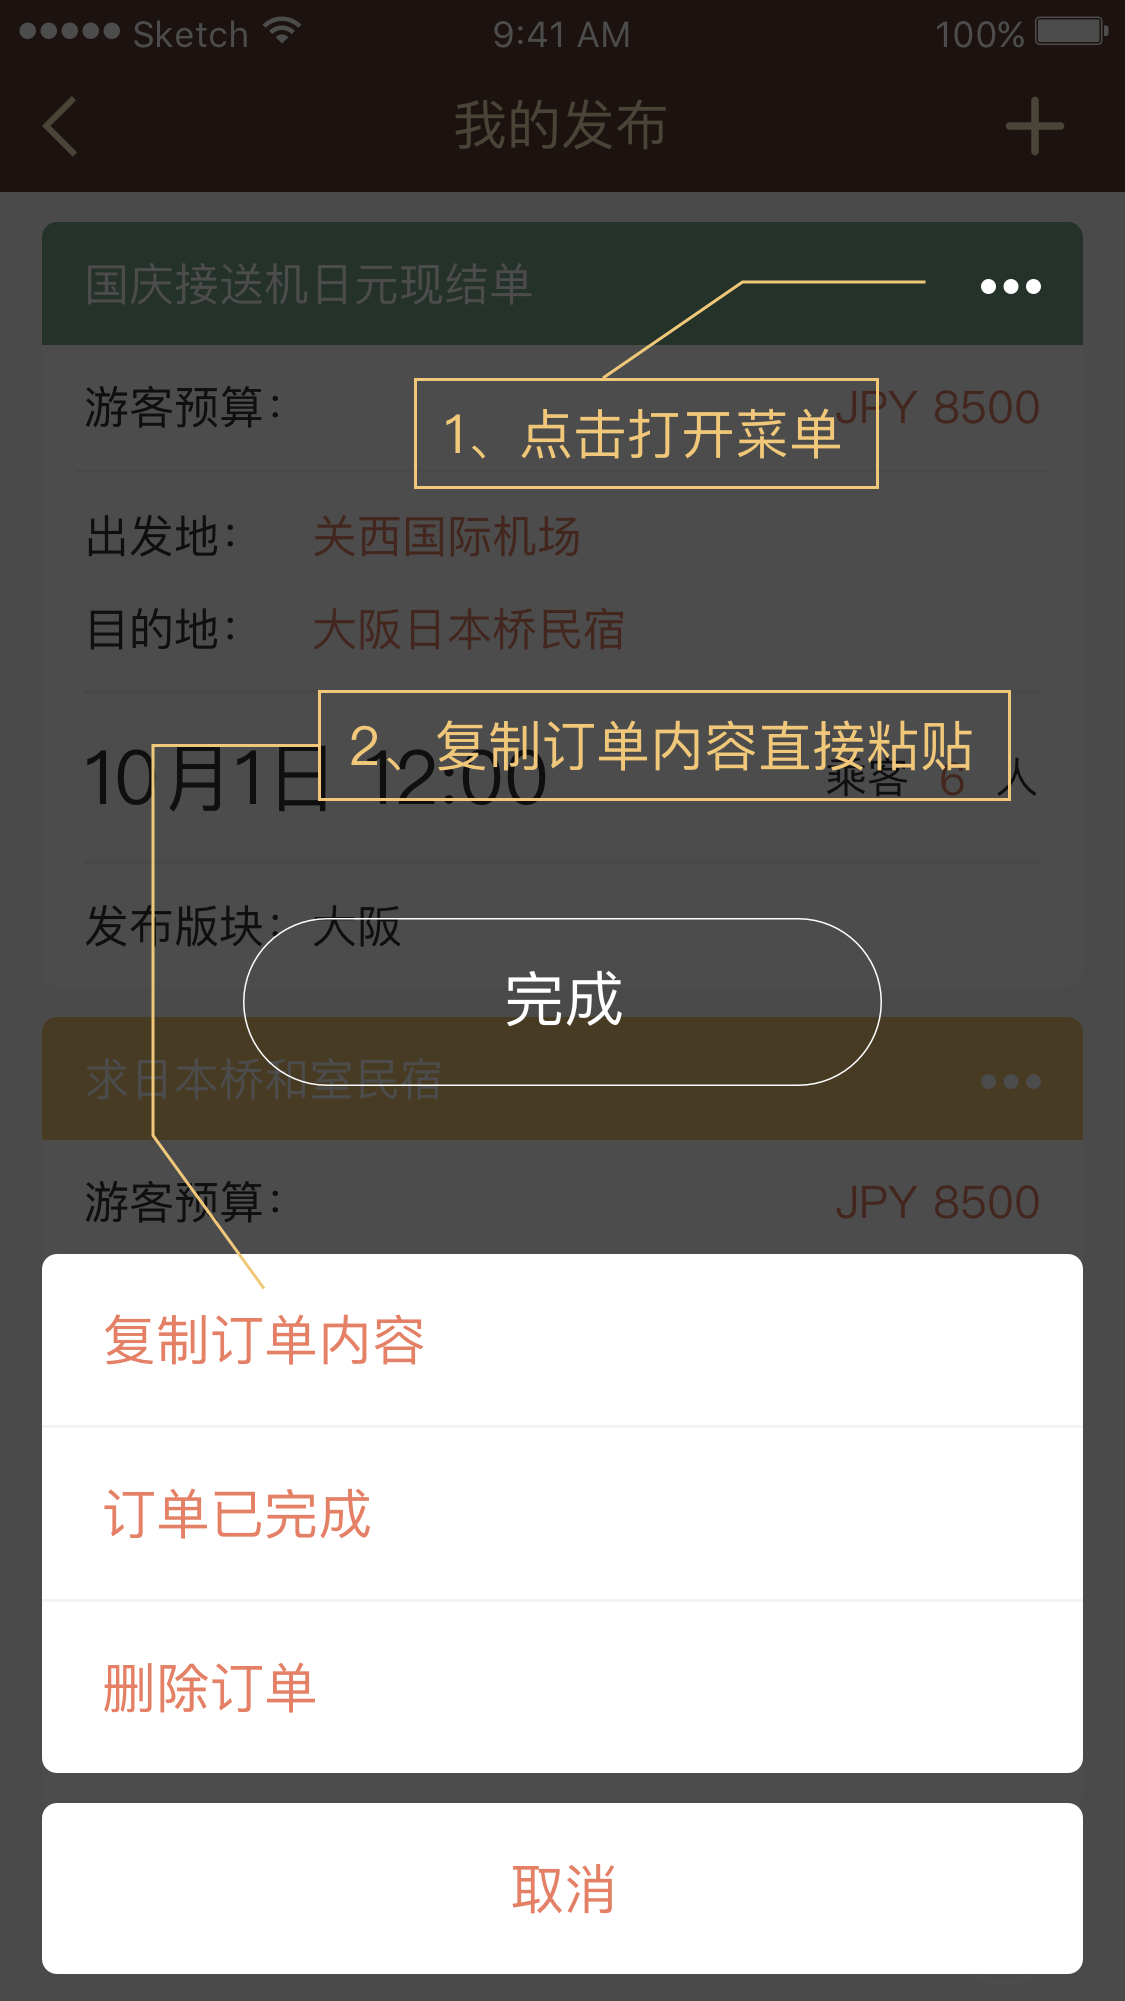 Sketch 9:41 AM 100%
我的发布
国庆接送机日元现结单
游客预算： JPY 8500
1、点击打开菜单
出发地： 关西国际机场
目的地： 大阪日本桥民宿
2、复制订单内容直接粘贴
10月1日 12:00 乘客 6 人
发布版块： 大阪
完成
求日本桥和室民宿
游客预算： JPY 8500
复制订单内容
订单已完成
删除订单
取消